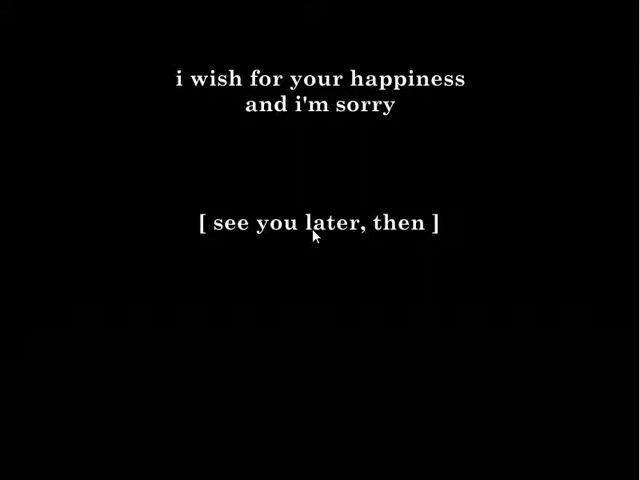 i wish for your happiness
and i'm sorry
[ see you later, then ]